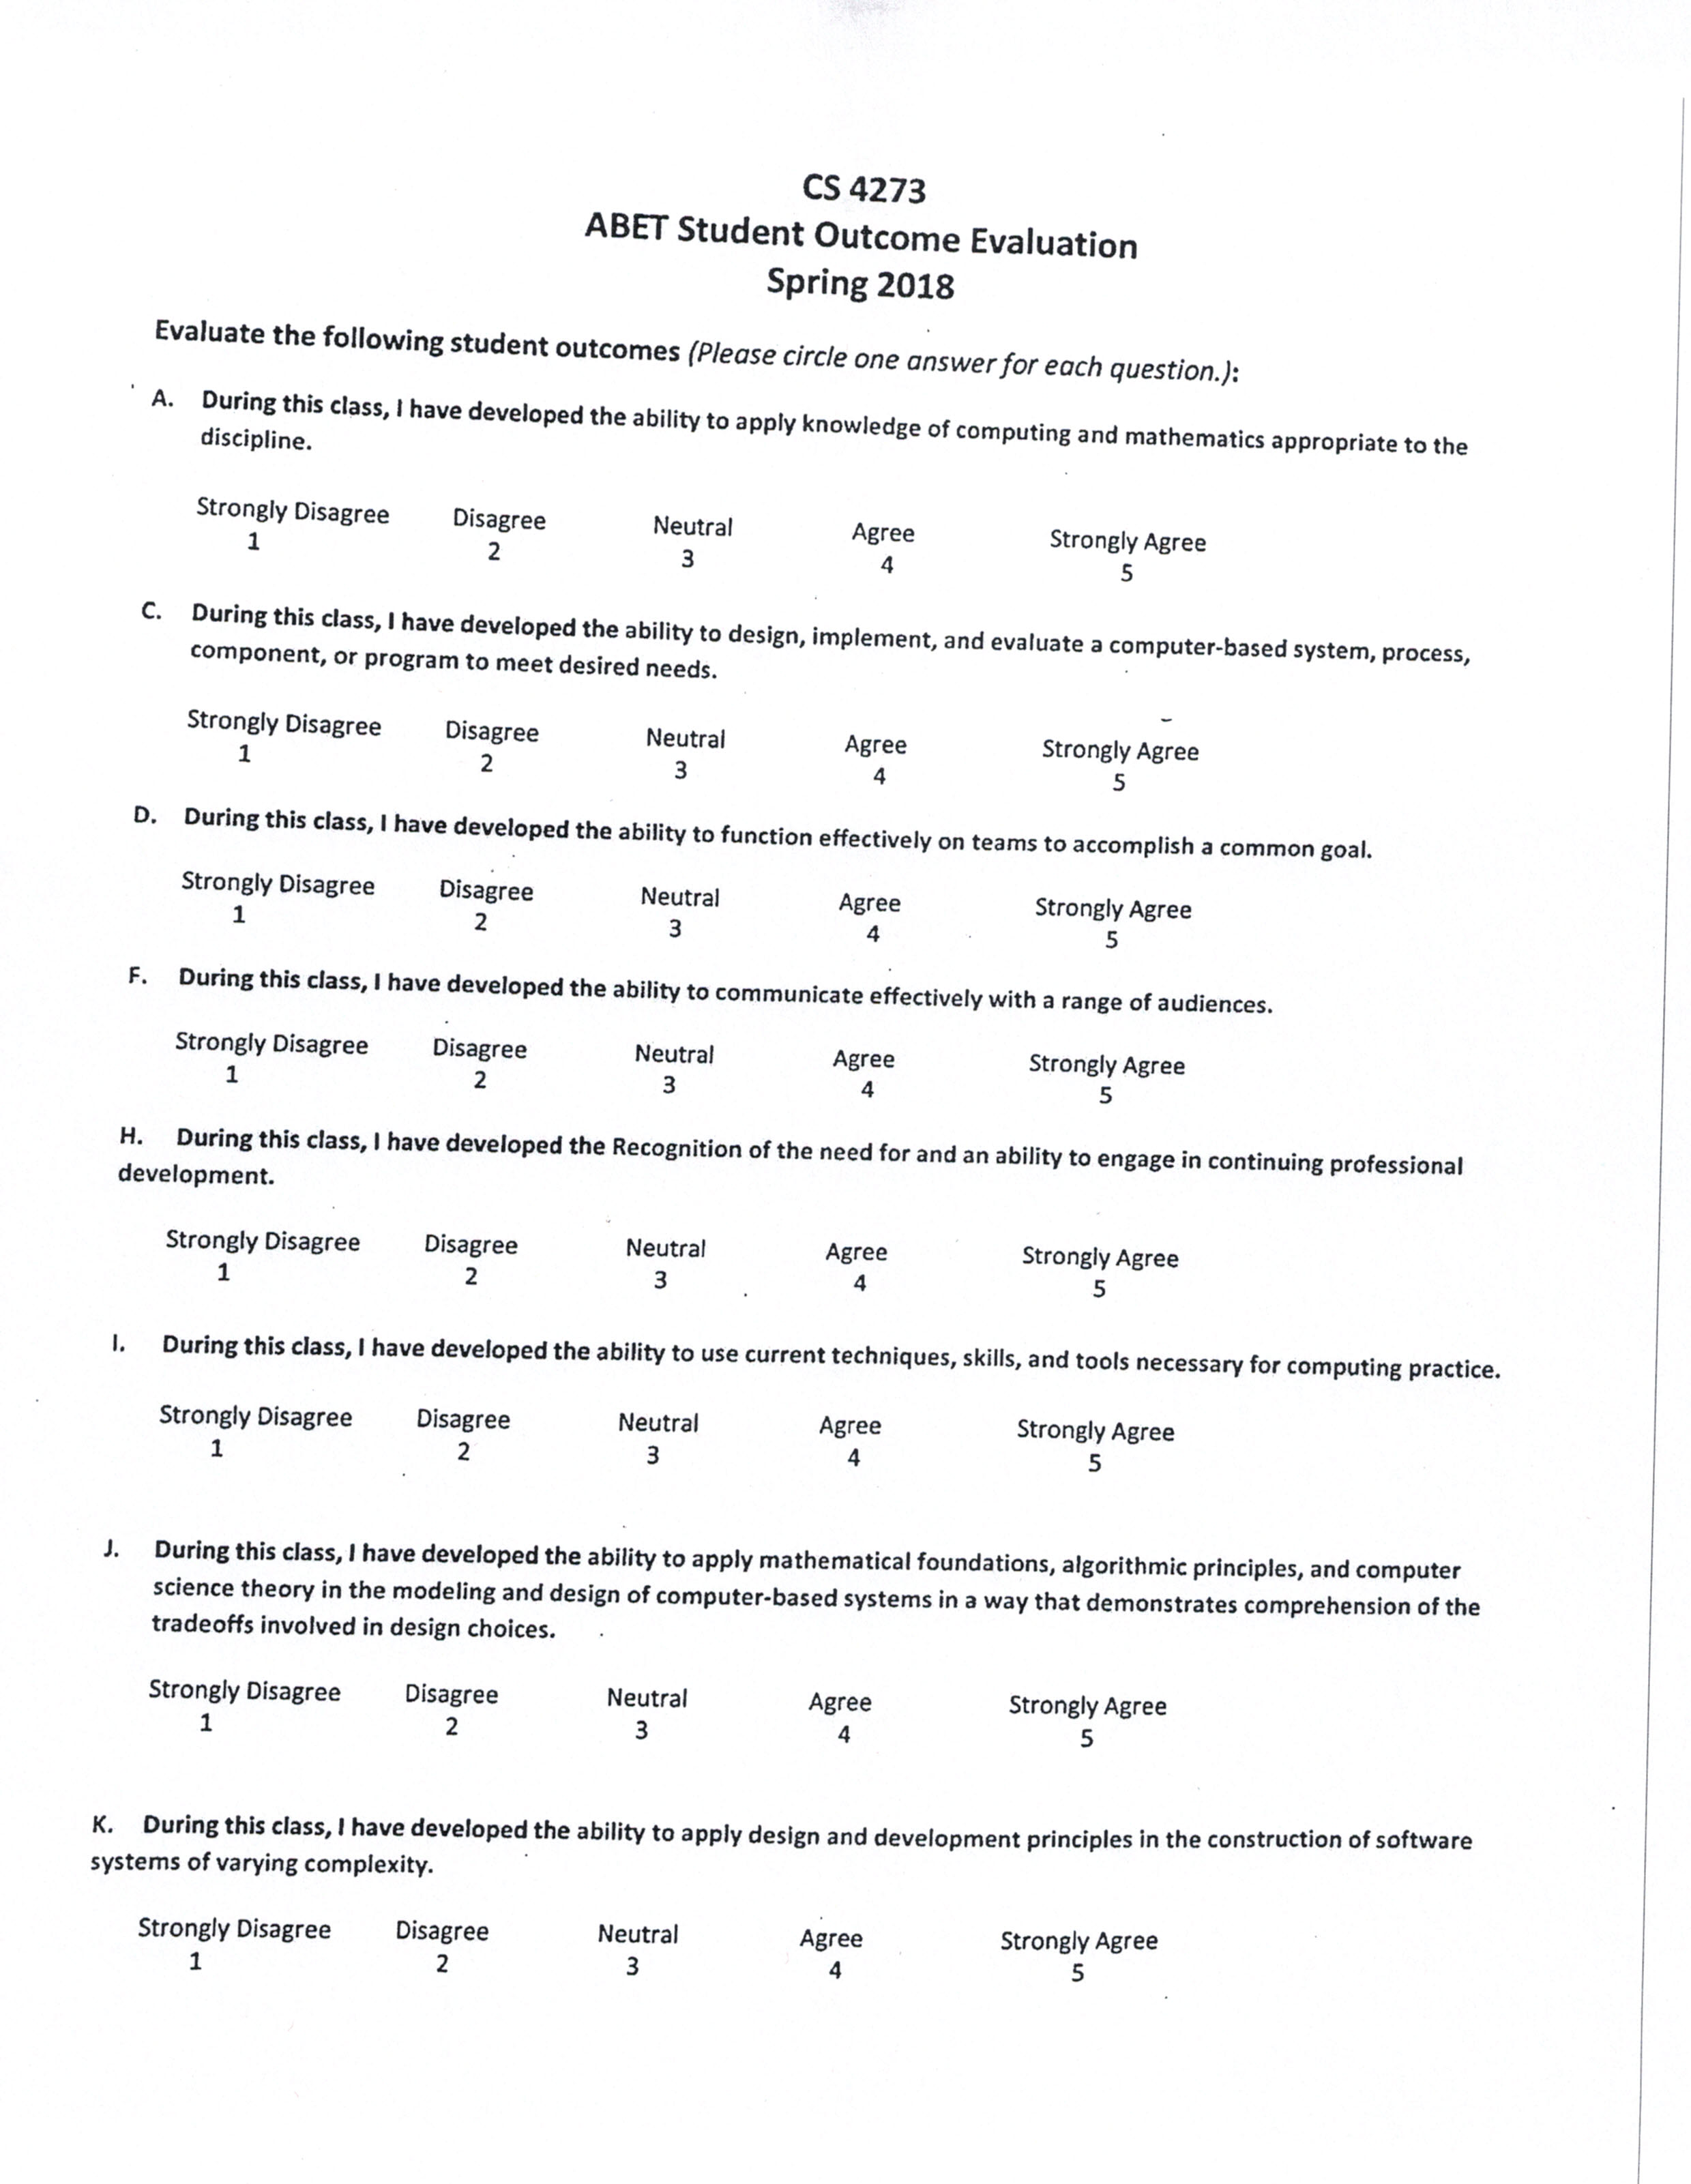 CS 4273
ABET Student Outcome Evaluation
Spring 2018
Evaluate the following student outcomes (Please circle one answer for each question.):
A. During this class, I have developed the ability to apply knowledge of computing and mathematics appropriate to the
discipline.
Strongly Disagree Disagree Neutral Agree Strongly Agree
1 2 3 4 5
C. During this class, I have developed the ability to design, implement, and evaluate a computer-based system, process,
component, or program to meet desired needs.
Strongly Disagree Disagree Neutral Agree Strongly Agree
1 2 3 4 5
D. During this class, I have developed the ability to function effectively on teams to accomplish a common goal.
Strongly Disagree Disagree Neutral Agree Strongly Agree
1 2 3 4 5
F. During this class, I have developed the ability to communicate effectively with a range of audiences.
Strongly Disagree Disagree Neutral Agree Strongly Agree
1 2 3 4 5
H. During this class, I have developed the Recognition of the need for and an ability to engage in continuing professional
development.
Strongly Disagree Disagree Neutral Agree Strongly Agree
1 2 3 4 5
I. During this class, I have developed the ability to use current techniques, skills, and tools necessary for computing practice.
Strongly Disagree Disagree Neutral Agree Strongly Agree
1 2 3 4 5
J. During this class, I have developed the ability to apply mathematical foundations, algorithmic principles, and computer
science theory in the modeling and design of computer-based systems in a way that demonstrates comprehension of the
tradeoffs involved in design choices.
Strongly Disagree Disagree Neutral Agree Strongly Agree
1 2 3 4 5
K. During this class, I have developed the ability to apply design and development principles in the construction of software
systems of varying complexity.
Strongly Disagree Disagree Neutral Agree Strongly Agree
1 2 3 4 5